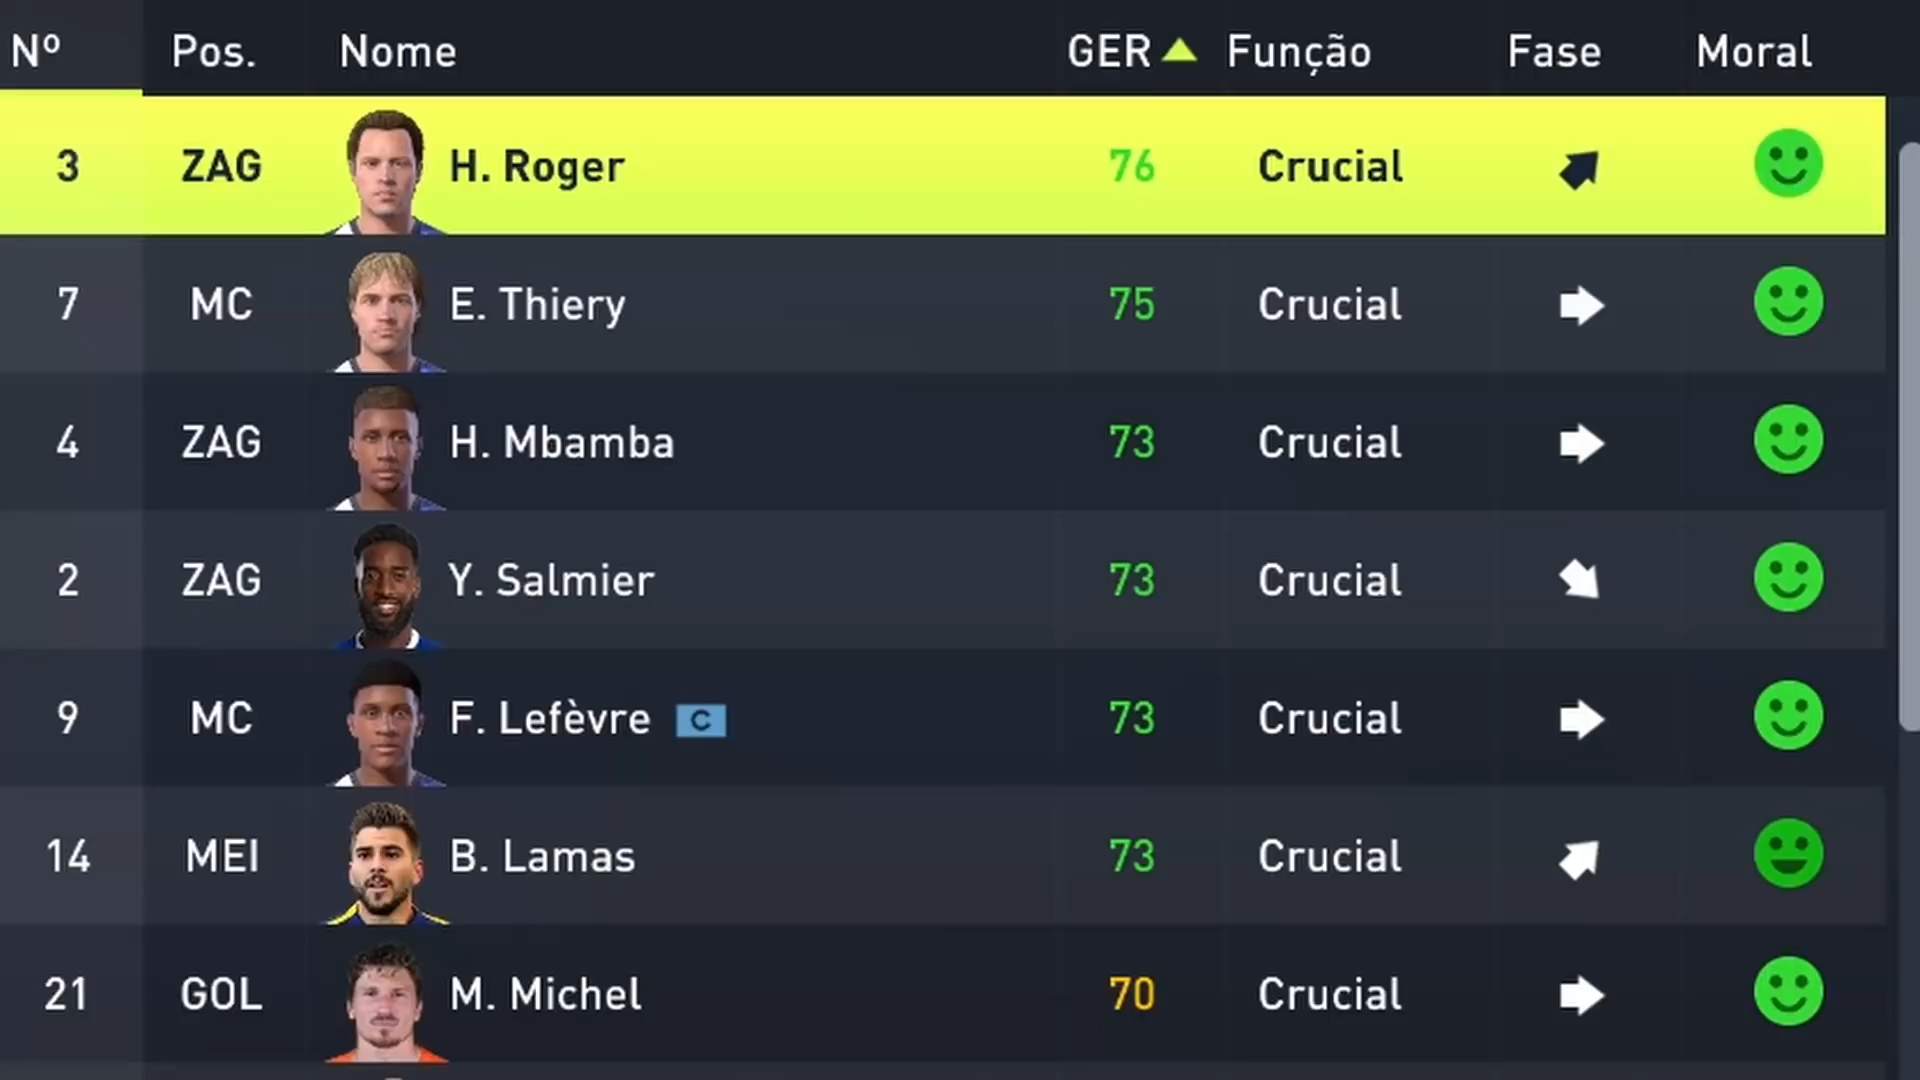 Nº Pos. Nome GER Função Fase Moral
3 ZAG H. Roger 76 Crucial
7 MC E. Thiery 75 Crucial
4 ZAG H. Mbamba 73 Crucial
2 ZAG Y. Salmier 73 Crucial
9 MC F. Lefèvre C 73 Crucial
14 MEI B. Lamas 73 Crucial
21 GOL M. Michel 70 Crucial